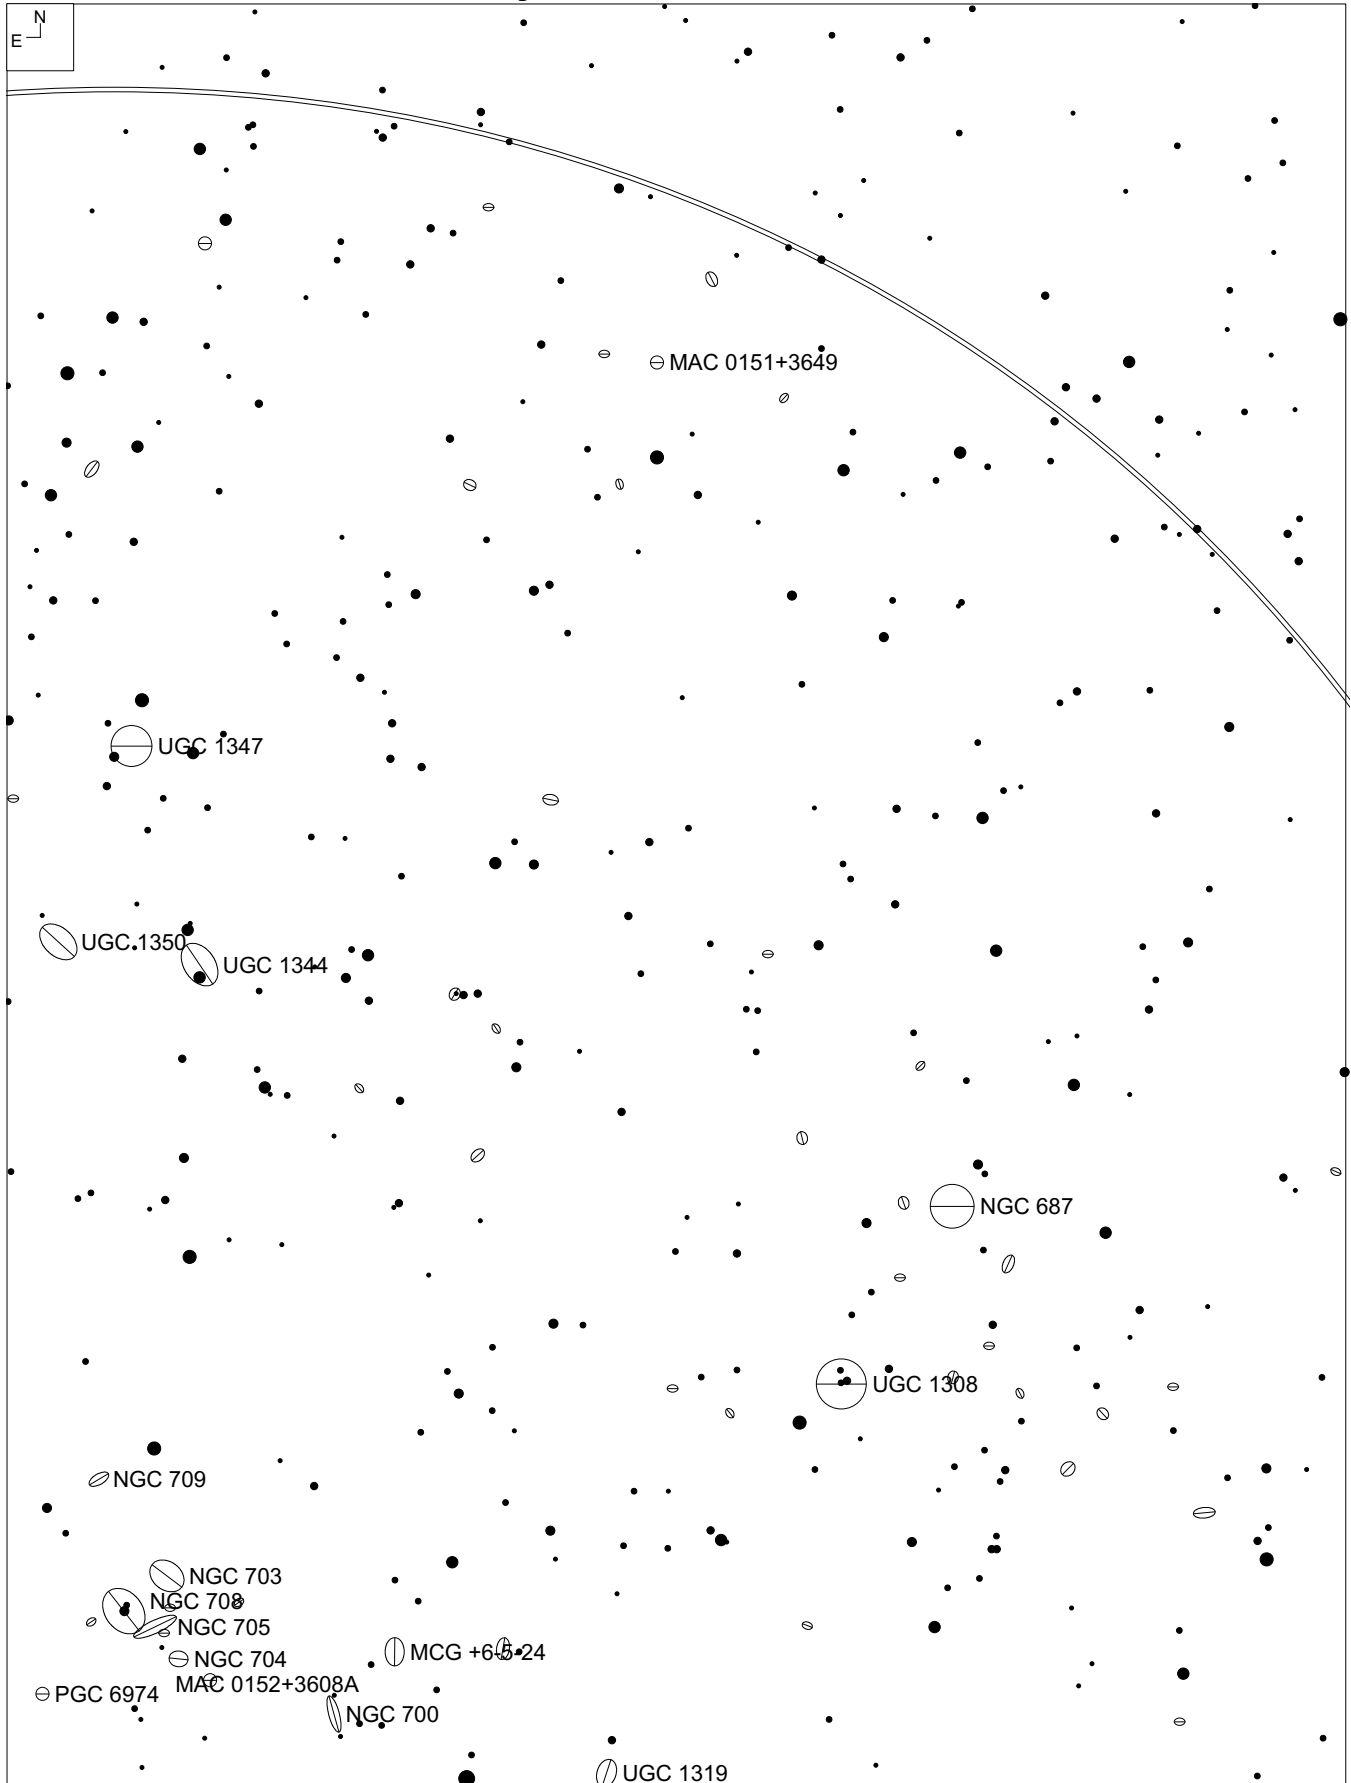 N
E
MAC 0151+3649
UGC 1347
UGC 1350
UGC 1344
NGC 687
UGC 1308
NGC 709
NGC 703
NGC 708
NGC 705
MCG +6-5-24
NGC 704
MAC 0152+3608A
PGC 6974
NGC 700
UGC 1319